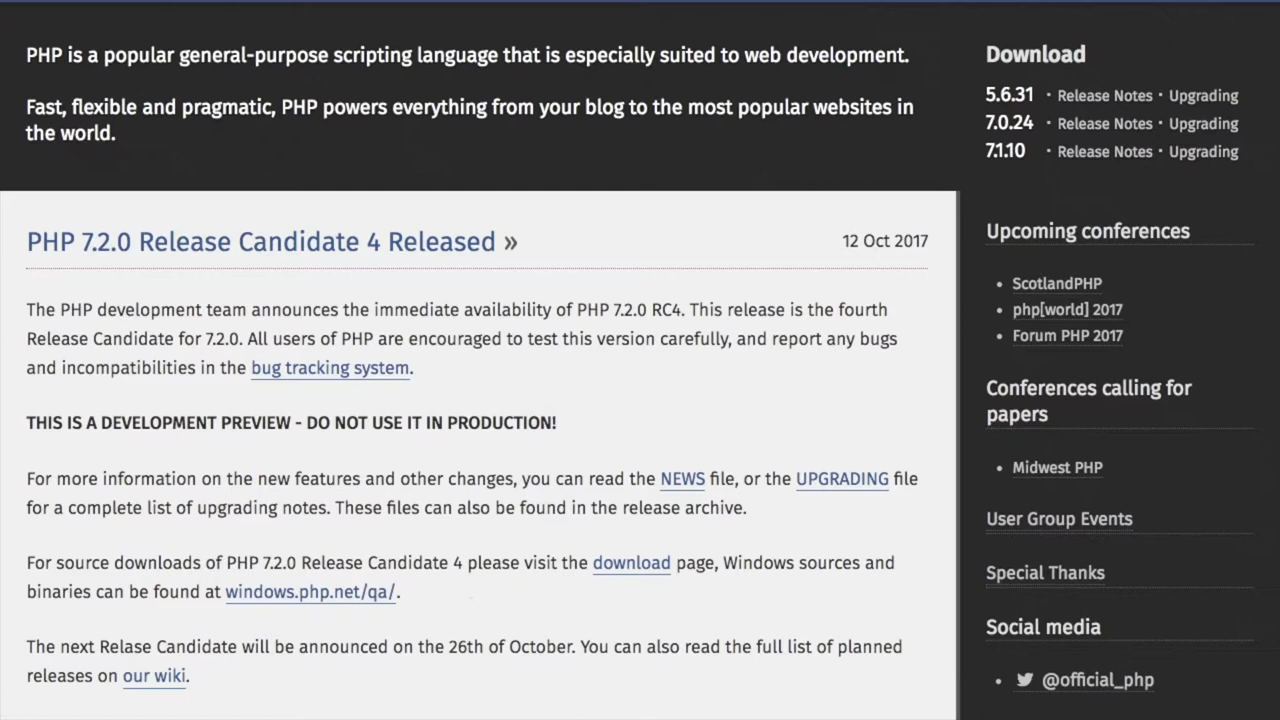 PHP is a popular general-purpose scripting language that is especially suited to web development.
Fast, flexible and pragmatic, PHP powers everything from your blog to the most popular websites in
the world.
Download
5.6.31 · Release Notes · Upgrading
7.0.24 · Release Notes · Upgrading
7.1.10 · Release Notes · Upgrading
PHP 7.2.0 Release Candidate 4 Released »
12 Oct 2017
The PHP development team announces the immediate availability of PHP 7.2.0 RC4. This release is the fourth
Release Candidate for 7.2.0. All users of PHP are encouraged to test this version carefully, and report any bugs
and incompatibilities in the bug tracking system.
THIS IS A DEVELOPMENT PREVIEW - DO NOT USE IT IN PRODUCTION!
For more information on the new features and other changes, you can read the NEWS file, or the UPGRADING file
for a complete list of upgrading notes. These files can also be found in the release archive.
For source downloads of PHP 7.2.0 Release Candidate 4 please visit the download page, Windows sources and
binaries can be found at windows.php.net/qa/.
The next Relase Candidate will be announced on the 26th of October. You can also read the full list of planned
releases on our wiki.
Upcoming conferences
• ScotlandPHP
• php[world] 2017
• Forum PHP 2017
Conferences calling for
papers
• Midwest PHP
User Group Events
Special Thanks
Social media
• @official_php